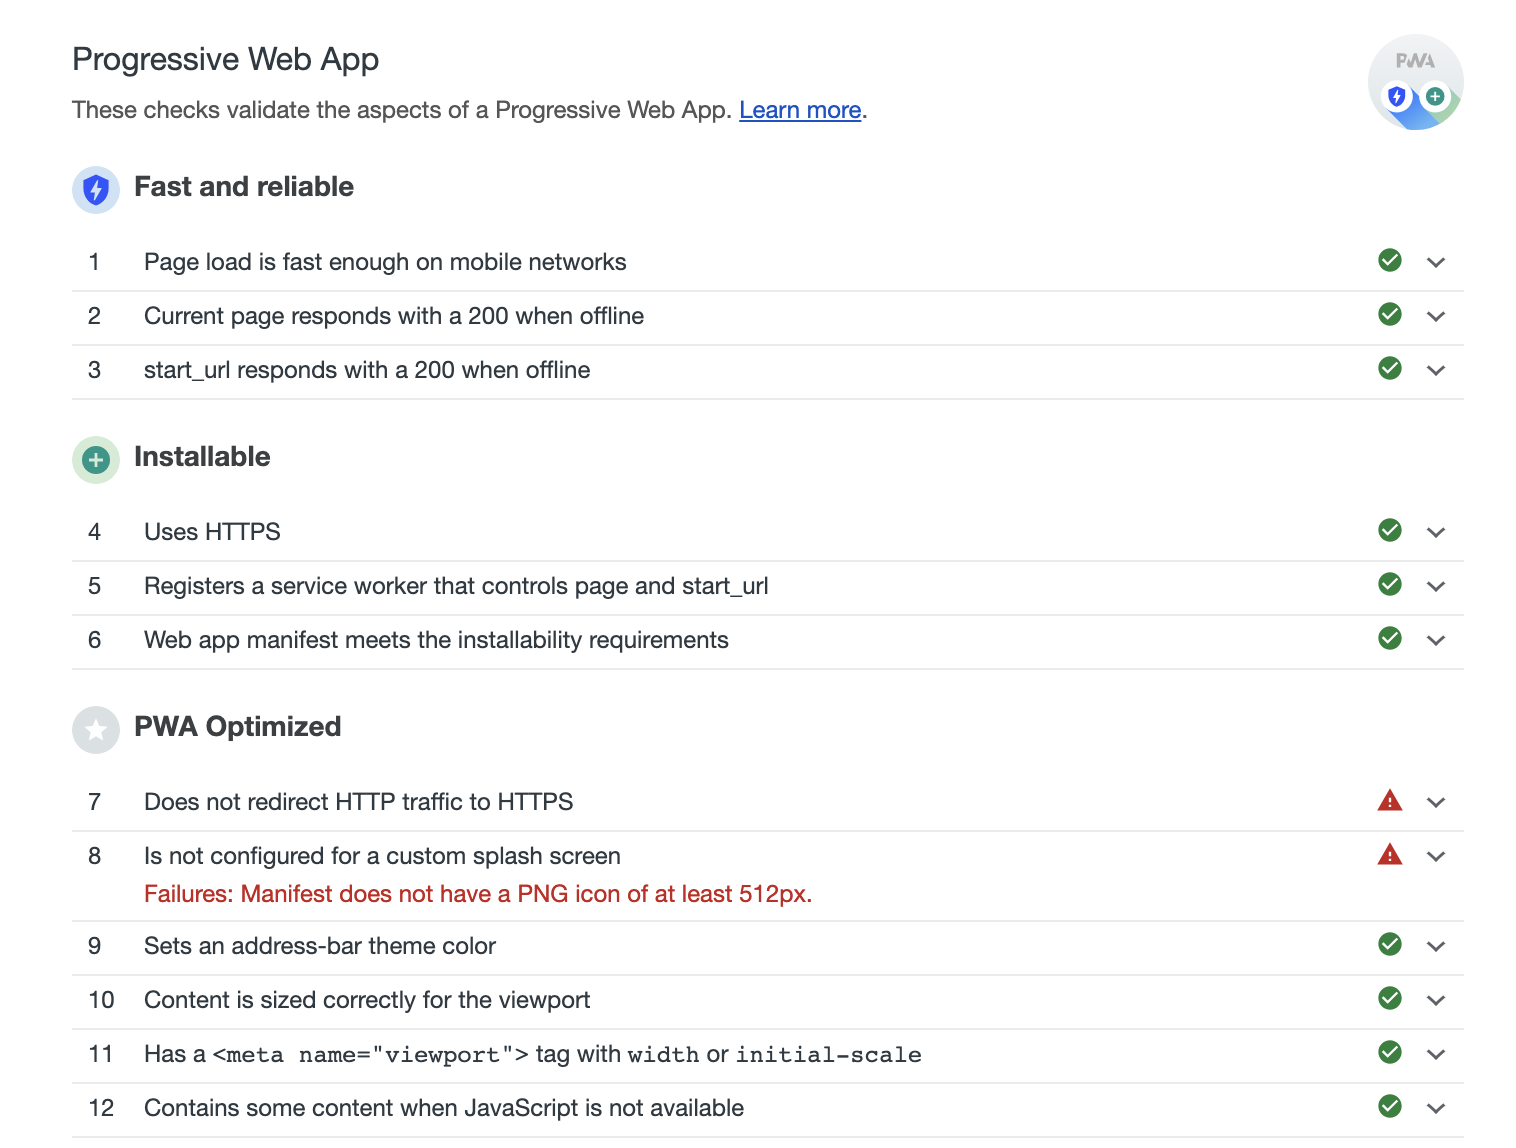 Progressive Web App
PWA
These checks validate the aspects of a Progressive Web App. Learn more.
Fast and reliable
1 Page load is fast enough on mobile networks
2 Current page responds with a 200 when offline
3 start_url responds with a 200 when offline
Installable
4 Uses HTTPS
5 Registers a service worker that controls page and start_url
6 Web app manifest meets the installability requirements
PWA Optimized
7 Does not redirect HTTP traffic to HTTPS
8 Is not configured for a custom splash screen
Failures: Manifest does not have a PNG icon of at least 512px.
9 Sets an address-bar theme color
10 Content is sized correctly for the viewport
11 Has a <meta name="viewport"> tag with width or initial-scale
12 Contains some content when JavaScript is not available